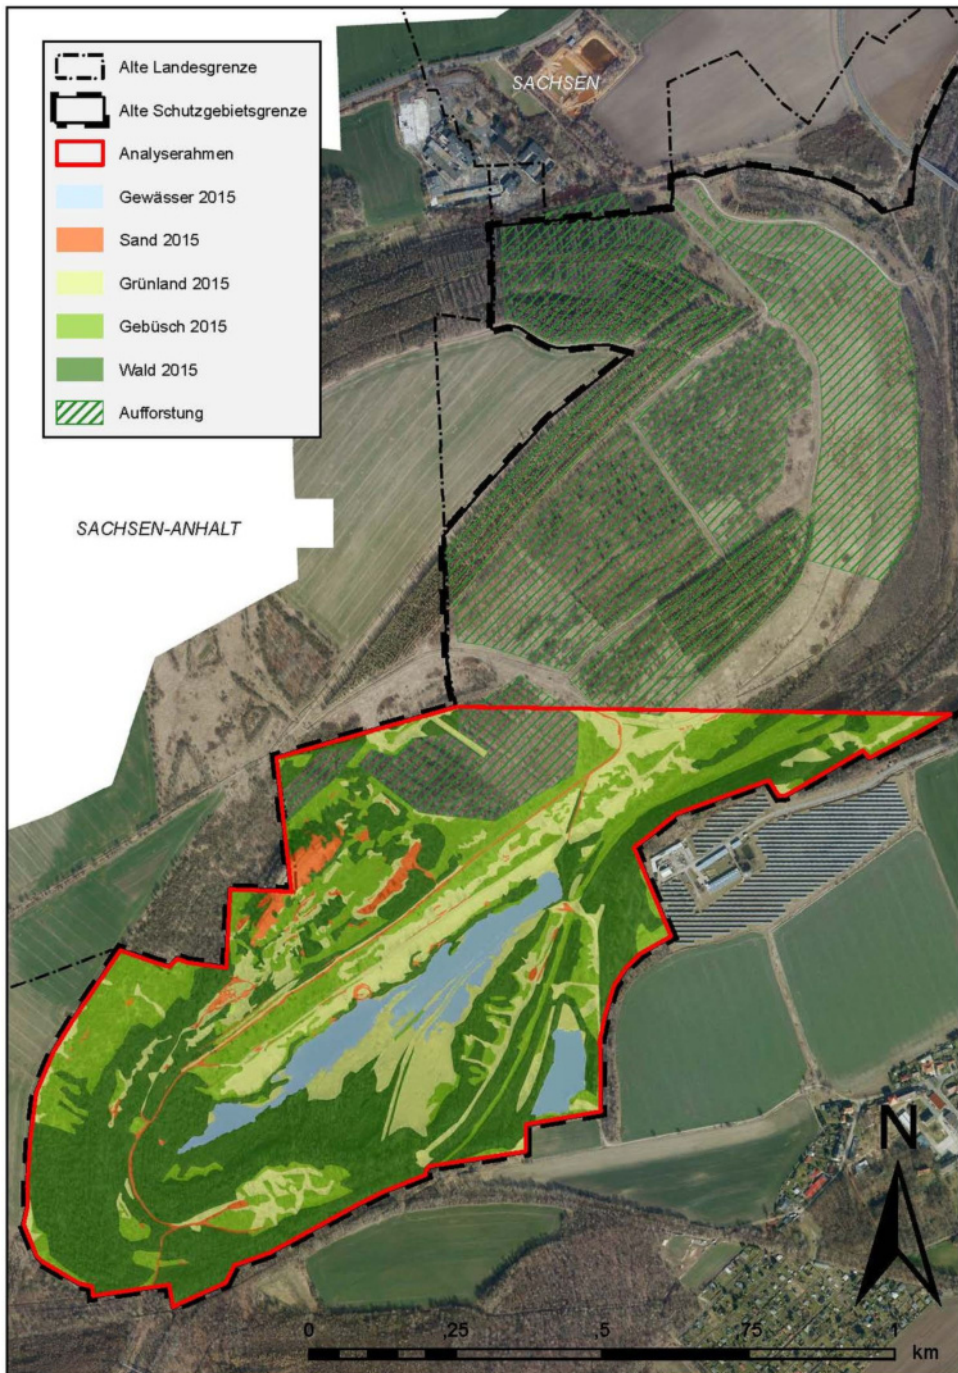 Alte Landesgrenze
Alte Schutzgebietsgrenze
Analyserahmen
Gewässer 2015
Sand 2015
Grünland 2015
Gebüsch 2015
Wald 2015
Aufforstung
SACHSEN
SACHSEN-ANHALT
N
0 ,25 ,5 ,75 1
km